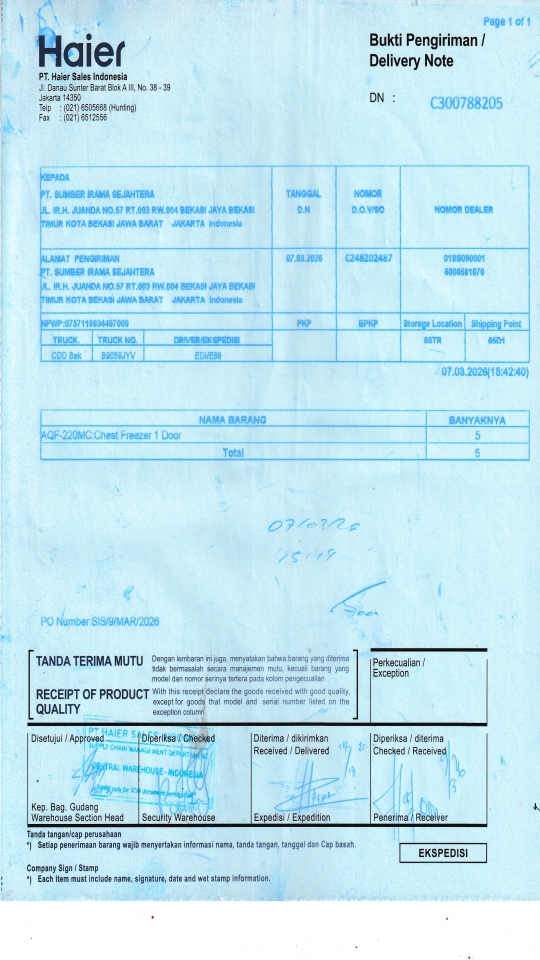 Page 1 of 1
Haier
Bukti Pengiriman /
Delivery Note
PT. Haier Sales Indonesia
Jl. Danau Sunter Barat Blok A III, No. 38 - 39
Jakarta 14350
Telp : (021) 6505668 (Hunting)
Fax : (021) 6512556
DN : C300788205
KEPADA
PT. SUMBER IRAMA SEJAHTERA
JL. IR.H. JUANDA NO.57 RT.003 RW.004 BEKASI JAYA BEKASI
TIMUR KOTA BEKASI JAWA BARAT JAKARTA Indonesia
TANGGAL
D.N
NOMOR
D.O./SO
NOMOR DEALER
ALAMAT PENGIRIMAN
PT. SUMBER IRAMA SEJAHTERA
JL. IR.H. JUANDA NO.57 RT.003 RW.004 BEKASI JAYA BEKASI
TIMUR KOTA BEKASI JAWA BARAT JAKARTA Indonesia
07.03.2026
C248202487
01SS090001
PKP
BPKP
Storege Location
Shipping Point
TRUCK.
TRUCK NO.
DRIVER/EKSPEDISI
CDD Bak
B9059JYV
07.03.2026(15:42:40)
NAMA BARANG
BANYAKNYA
AQF-220MC:Chest Freezer 1 Door
5
Total
5
07/03/26
PO Number:SIS/9/MAR/2026
TANDA TERIMA MUTU
Dengan lembaran ini juga, menyatakan bahwa barang yang diterima
tidak bermasalah secara manajemen mutu, kecuali barang yang
model dan nomor serinya tertera pada kolom pengecualian
RECEIPT OF PRODUCT
QUALITY
With this receipt declare the goods received with good quality,
except for goods that model and serial number listed on the
exception column
Perkecualian /
Exception
Disetujui / Approved
Diperiksa / Checked
Diterima / dikirimkan
Received / Delivered
Diperiksa / diterima
Checked / Received
PT HAIER SALES
SUPPLY CHAIN MANAGEMENT DEPARTEMENT
CENTRAL WAREHOUSE - INDONESIA
Kep. Bag. Gudang
Warehouse Section Head
Security Warehouse
Expedisi / Expedition
Penerima / Receiver
Tanda tangan/cap perusahaan
*) Setiap penerimaan barang wajib menyertakan informasi nama, tanda tangan, tanggal dan Cap basah.
EKSPEDISI
Company Sign / Stamp
*) Each item must include name, signature, date and wet stamp information.